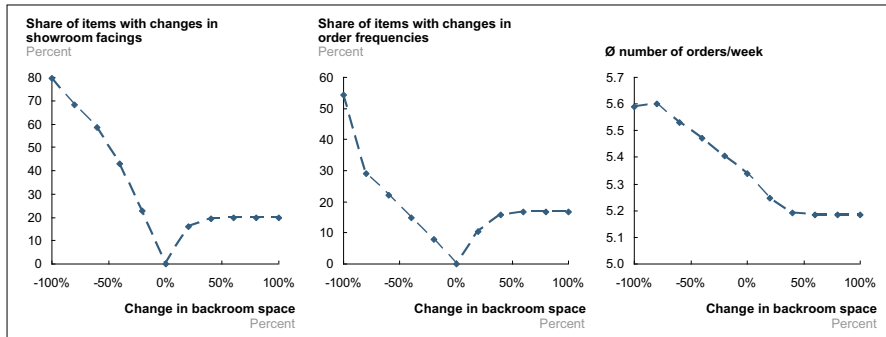 Share of items with changes in
showroom facings
Percent
80
70
60
50
40
30
20
10
0
-100% -50% 0% 50% 100%
Change in backroom space
Percent
Share of items with changes in
order frequencies
Percent
60
50
40
30
20
10
0
-100% -50% 0% 50% 100%
Change in backroom space
Percent
Ø number of orders/week
5.7
5.6
5.5
5.4
5.3
5.2
5.1
5.0
-100% -50% 0% 50% 100%
Change in backroom space
Percent